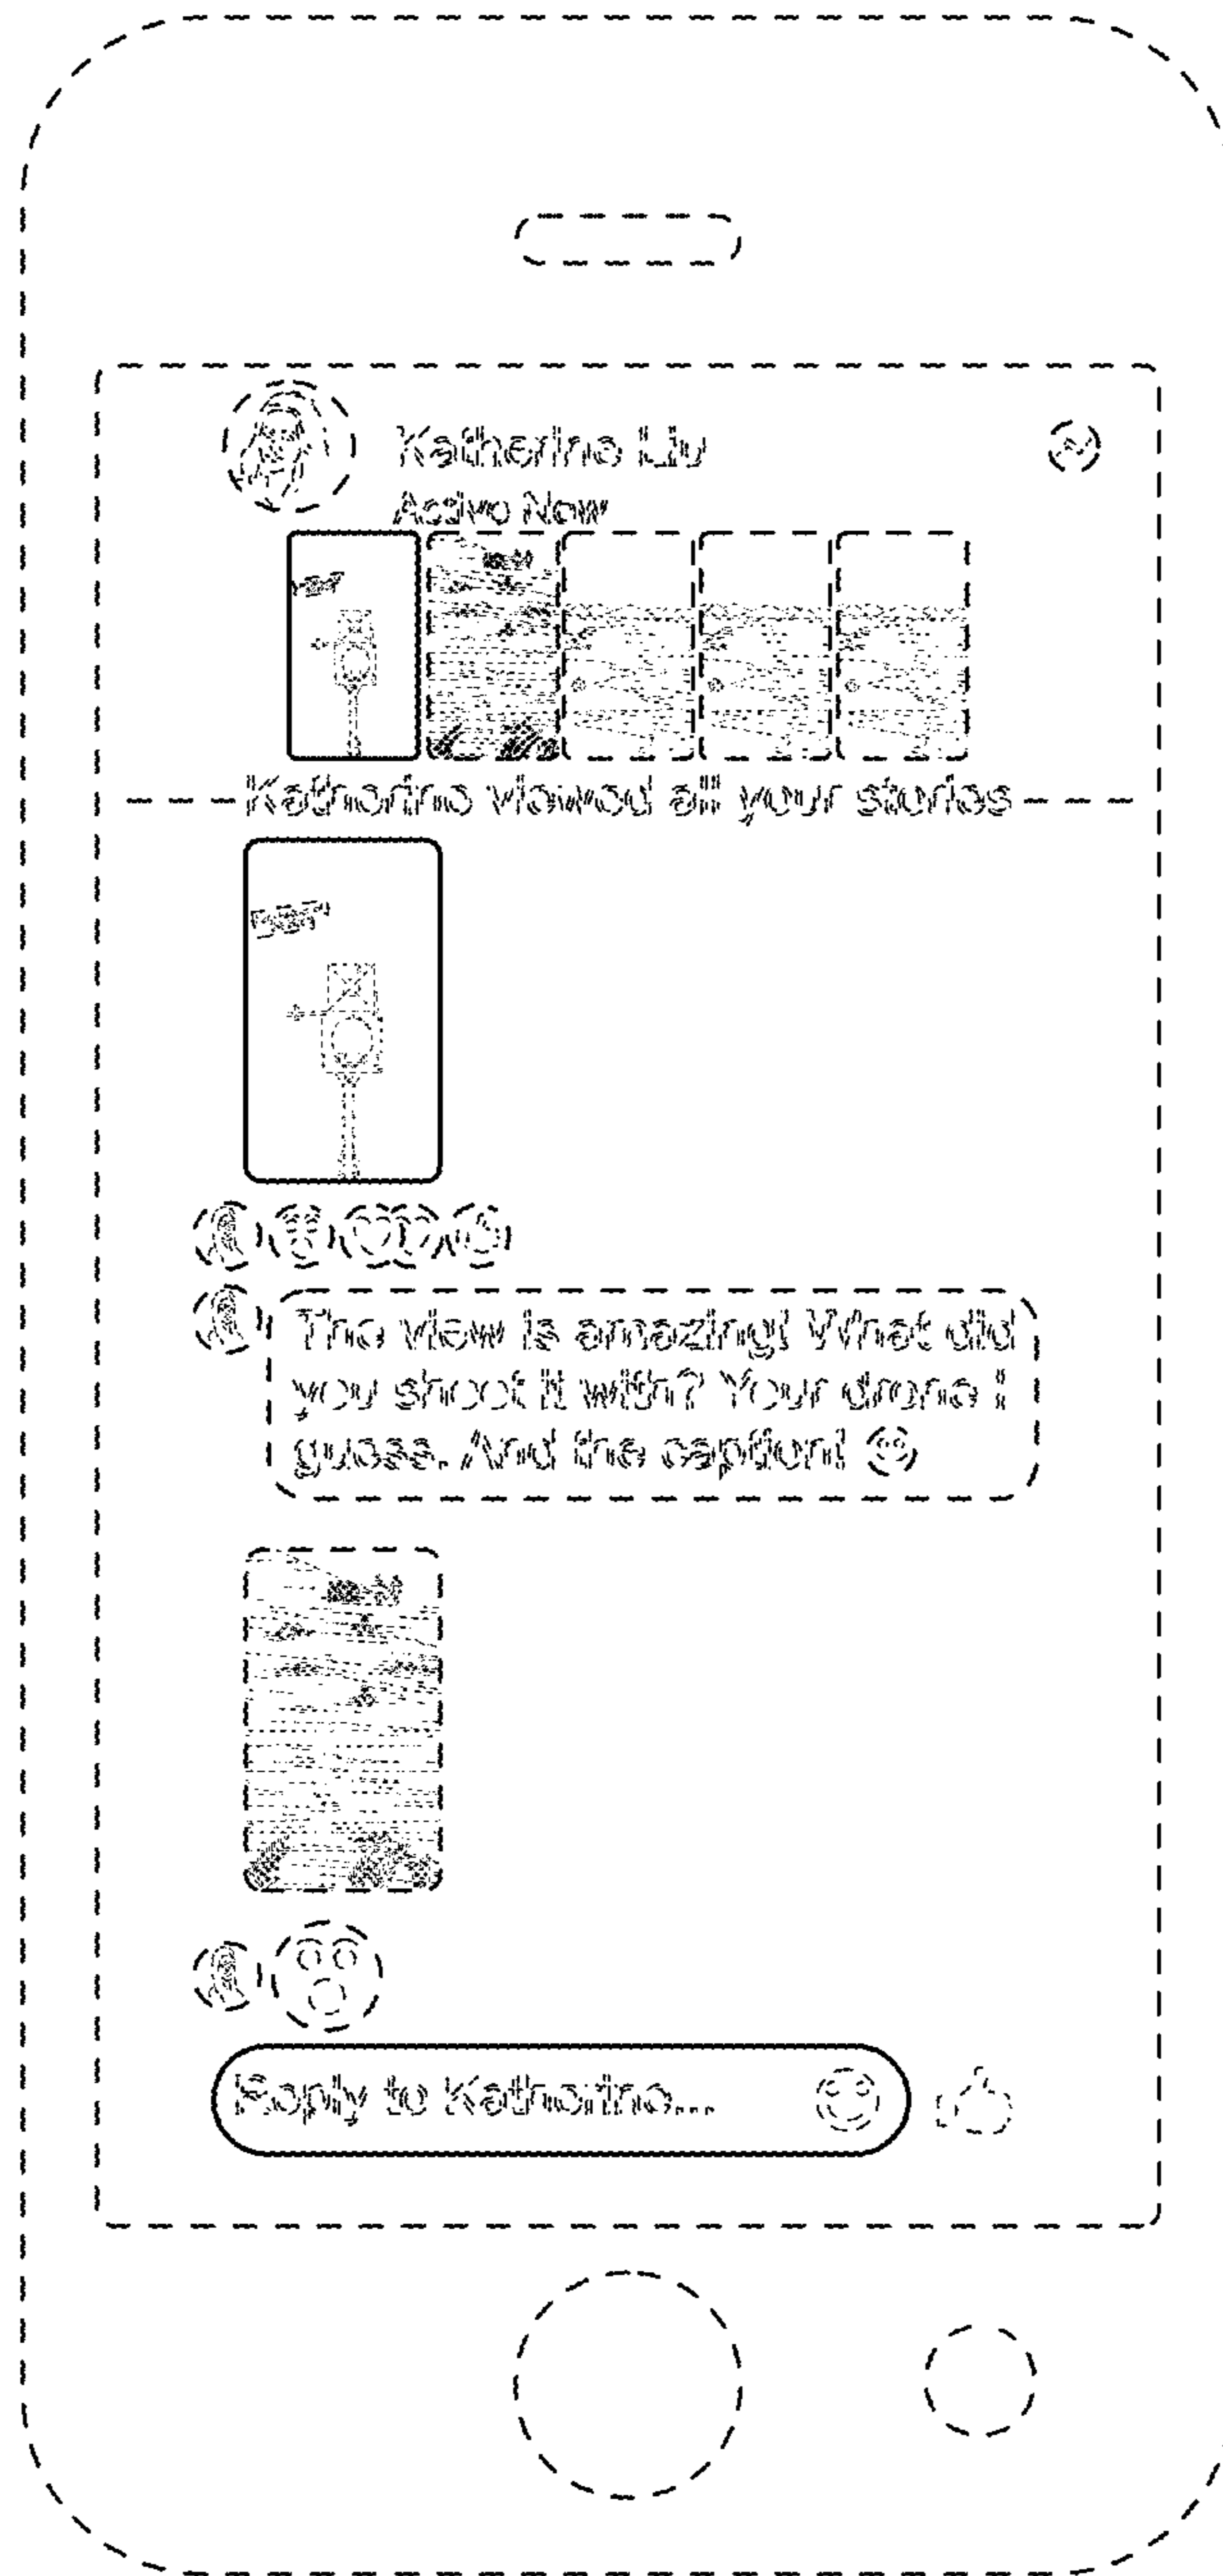 Katherine Liu
Active Now
Katherine viewed all your stories
The view is amazing! What did
you shoot it with? Your drone I
guess. And the caption!
Reply to Katherine...